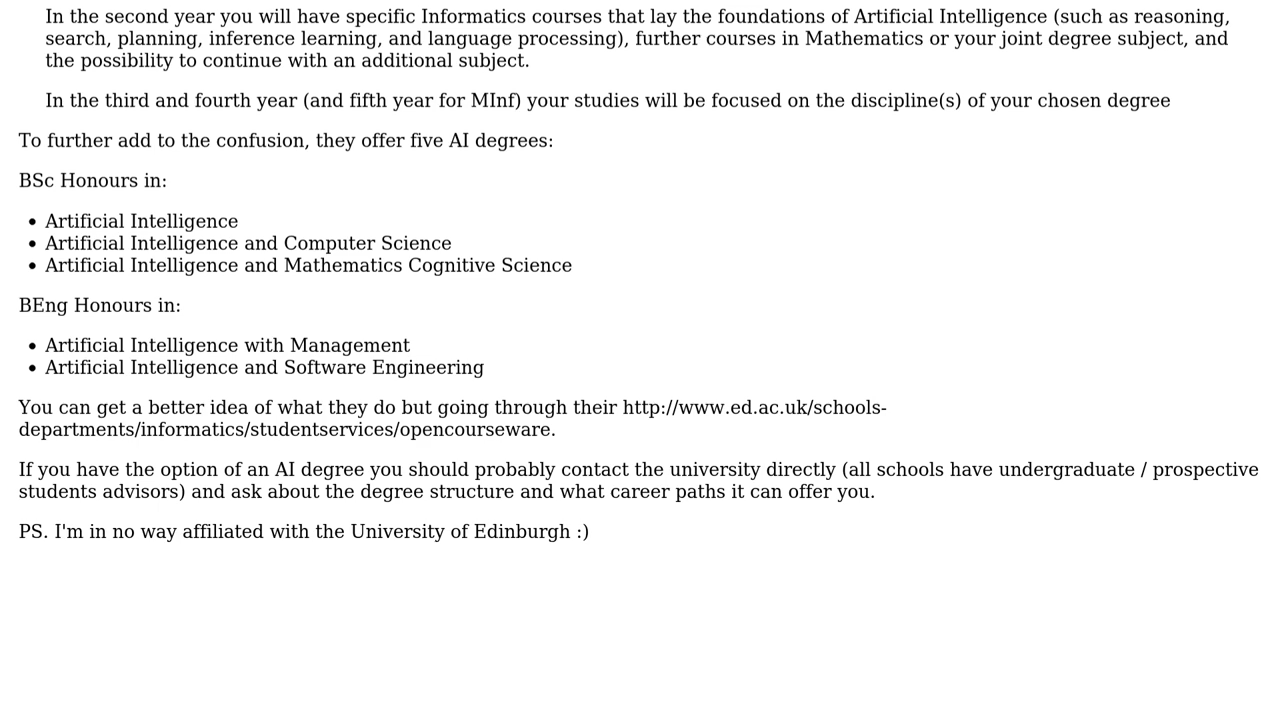 In the second year you will have specific Informatics courses that lay the foundations of Artificial Intelligence (such as reasoning,
search, planning, inference learning, and language processing), further courses in Mathematics or your joint degree subject, and
the possibility to continue with an additional subject.
In the third and fourth year (and fifth year for MInf) your studies will be focused on the discipline(s) of your chosen degree
To further add to the confusion, they offer five AI degrees:
BSc Honours in:
• Artificial Intelligence
• Artificial Intelligence and Computer Science
• Artificial Intelligence and Mathematics Cognitive Science
BEng Honours in:
• Artificial Intelligence with Management
• Artificial Intelligence and Software Engineering
You can get a better idea of what they do but going through their http://www.ed.ac.uk/schools-
departments/informatics/studentservices/opencourseware.
If you have the option of an AI degree you should probably contact the university directly (all schools have undergraduate / prospective
students advisors) and ask about the degree structure and what career paths it can offer you.
PS. I'm in no way affiliated with the University of Edinburgh :)